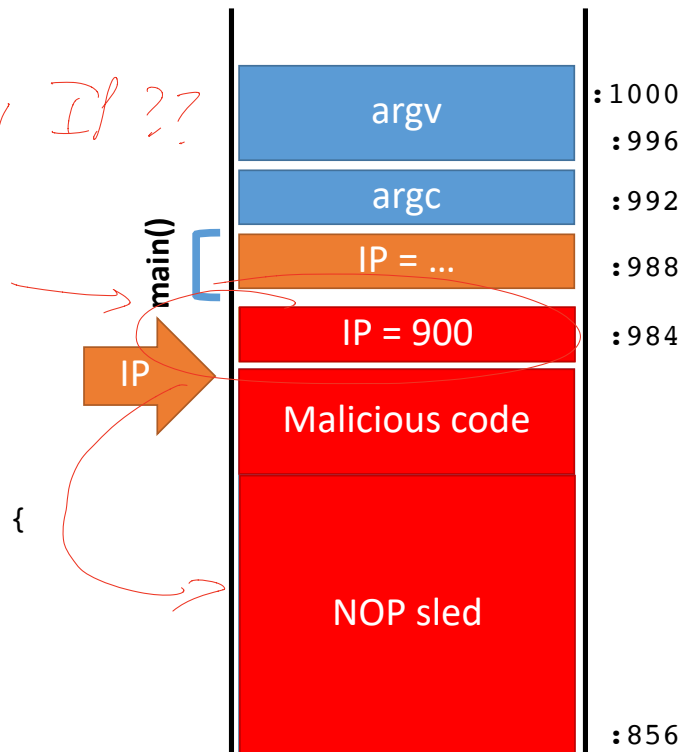 argv
:1000
:996
argc
:992
main()
IP = ...
:988
IP = 900
:984
IP
Malicious code
{
NOP sled
:856